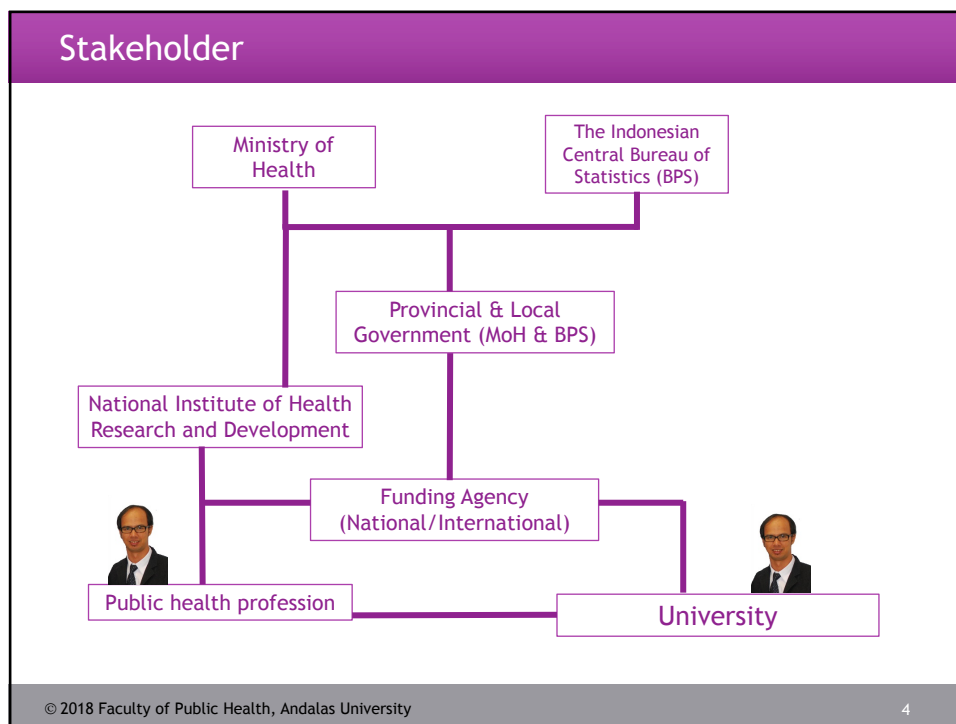 Stakeholder
Ministry of
Health
The Indonesian
Central Bureau of
Statistics (BPS)
Provincial & Local
Government (MoH & BPS)
National Institute of Health
Research and Development
Funding Agency
(National/International)
Public health profession
University
© 2018 Faculty of Public Health, Andalas University
4